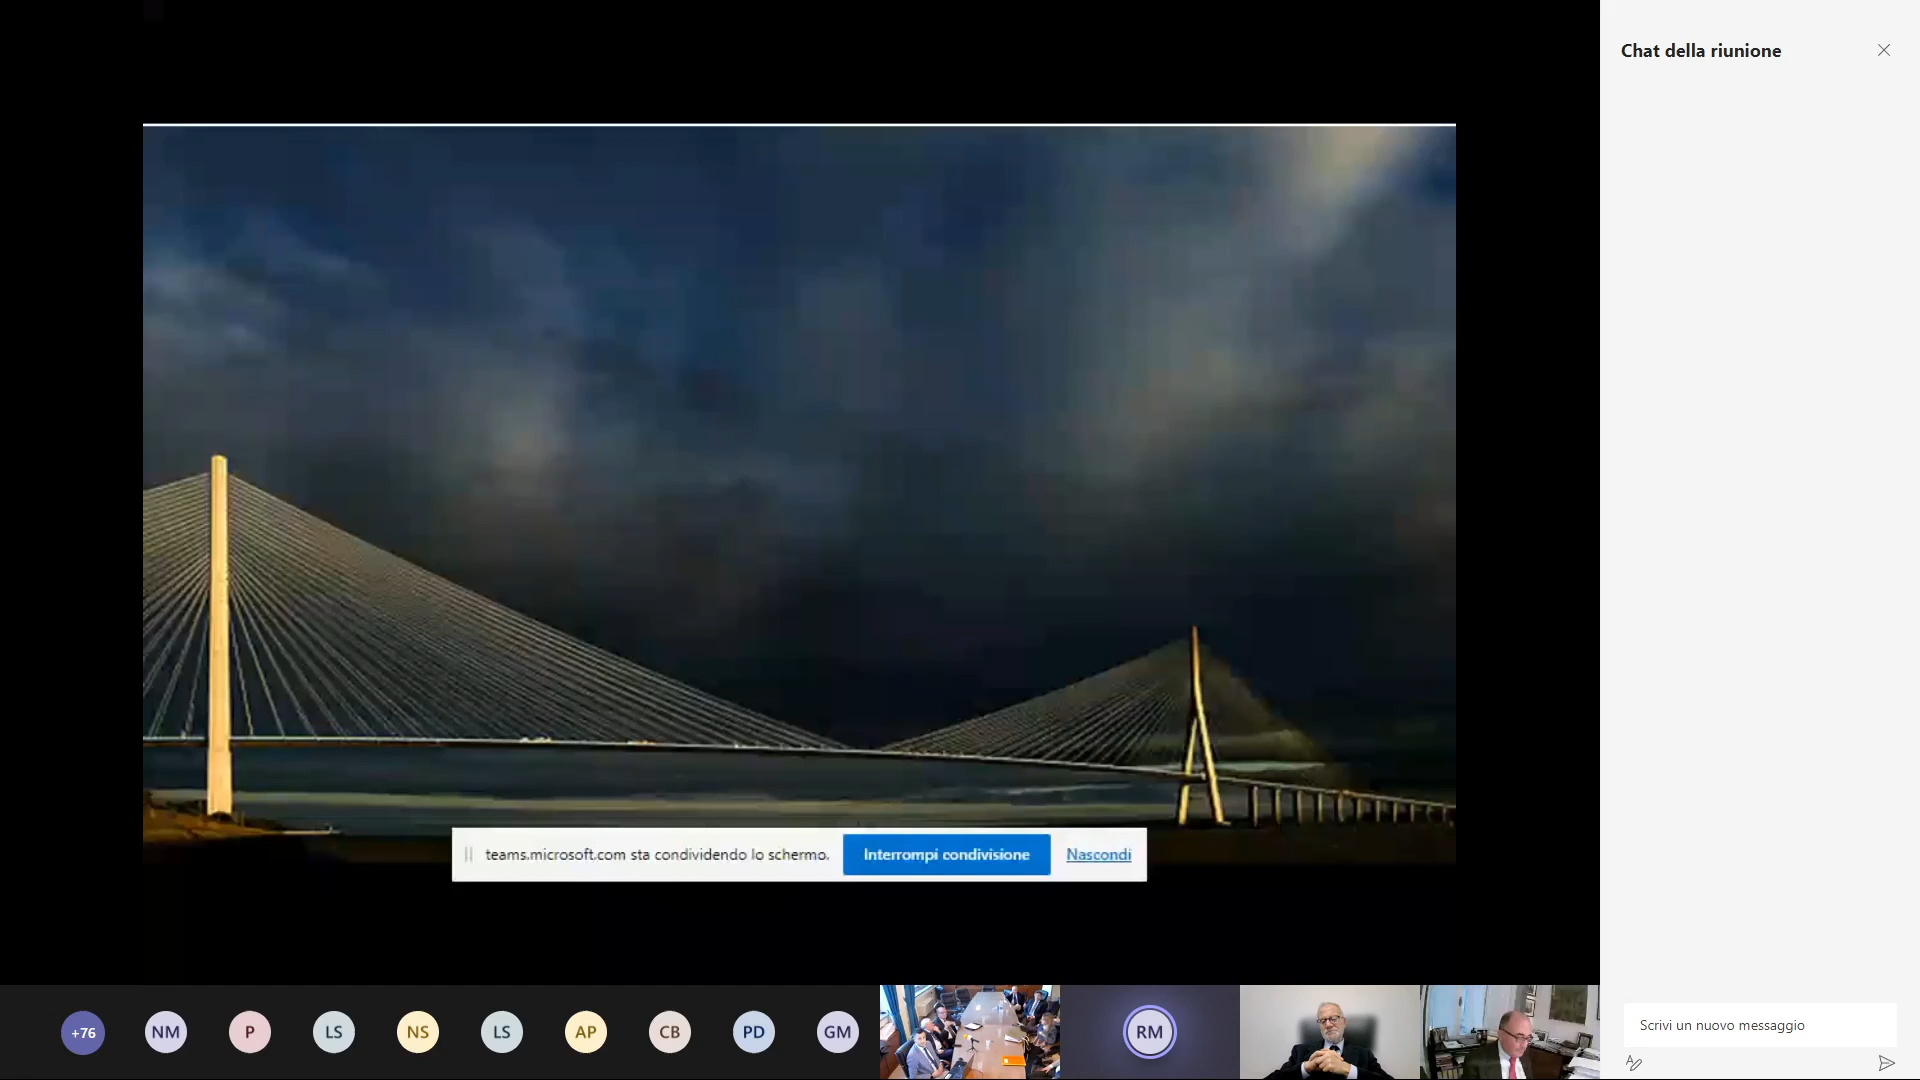 Chat della riunione
teams.microsoft.com sta condividendo lo schermo.
Interrompi condivisione
Nascondi
+76
NM
P
LS
NS
LS
AP
CB
PD
GM
RM
Scrivi un nuovo messaggio